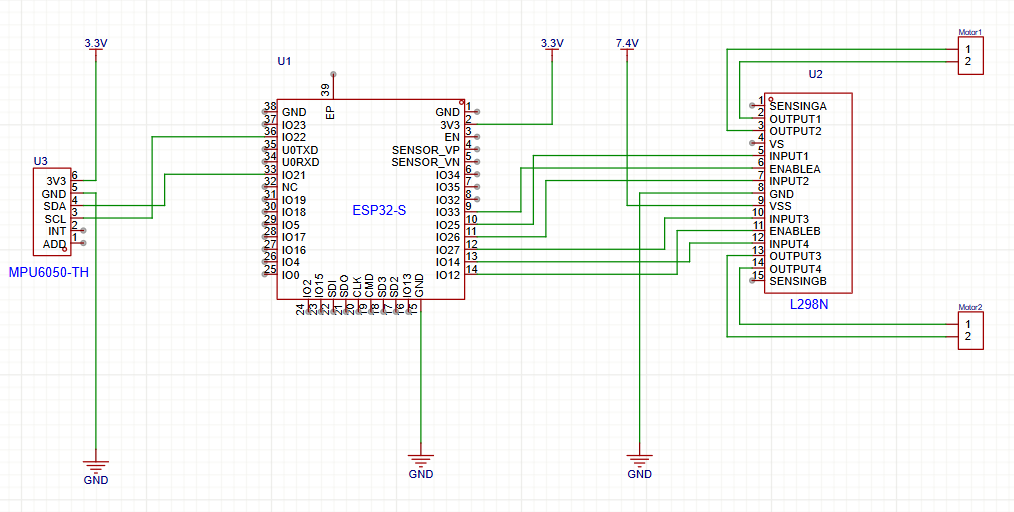 3.3V
3.3V
7.4V
Motor1
1
2
U1
U2
39
EP
38 GND
37 IO23
36 IO22
35 U0TXD
34 U0RXD
33 IO21
32 NC
31 IO19
30 IO18
29 IO5
28 IO17
27 IO16
26 IO4
25 IO0
GND 1
3V3 2
EN 3
SENSOR_VP 4
SENSOR_VN 5
IO34 6
IO35 7
IO32 8
IO33 9
IO25 10
IO26 11
IO27 12
IO14 13
IO12 14
ESP32-S
IO2 IO15 SDI SDO CLK CMD SD3 SD2 IO13 GND
24 23 22 21 20 19 18 17 16 15
U3
3V3 6
GND 5
SDA 4
SCL 3
INT 2
ADD 1
MPU6050-TH
1 SENSINGA
2 OUTPUT1
3 OUTPUT2
4 VS
5 INPUT1
6 ENABLEA
7 INPUT2
8 GND
9 VSS
10 INPUT3
11 ENABLEB
12 INPUT4
13 OUTPUT3
14 OUTPUT4
15 SENSINGB
L298N
Motor2
1
2
GND
GND
GND